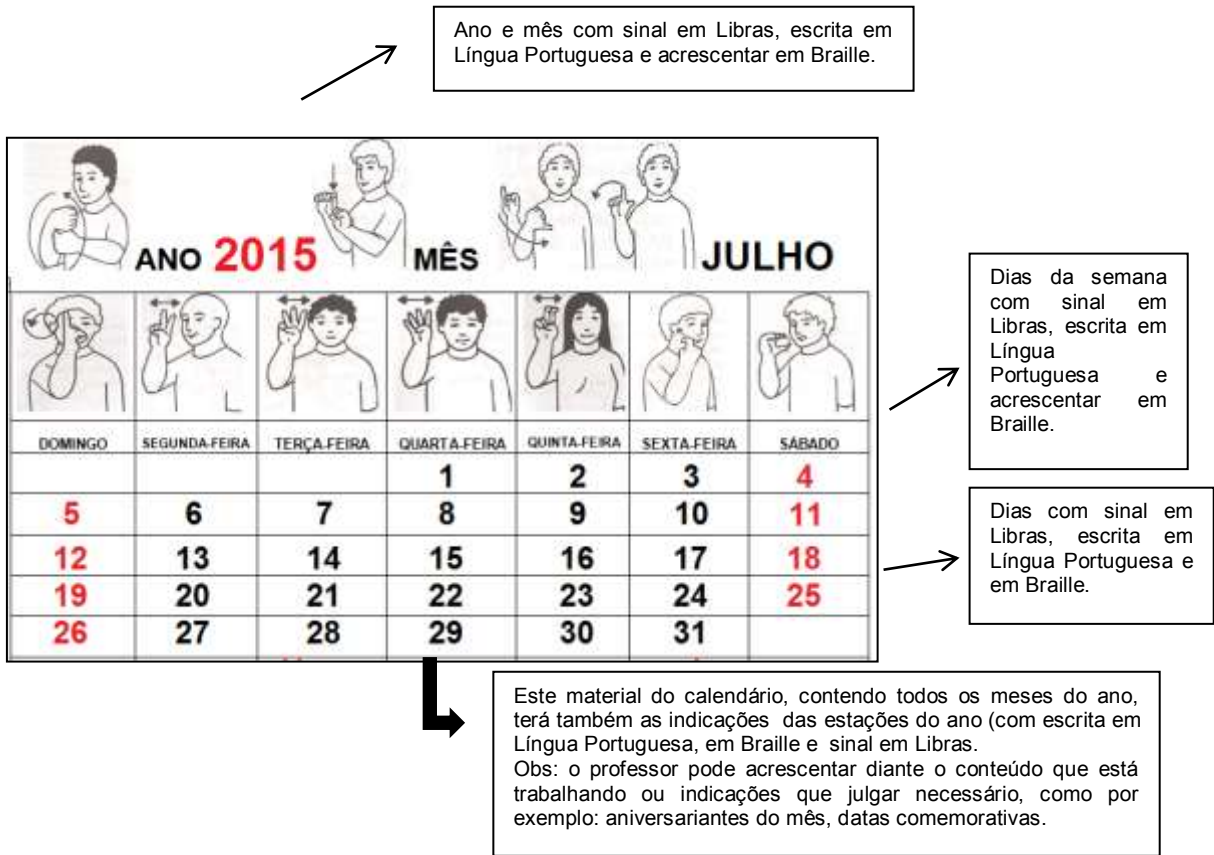 Ano e mês com sinal em Libras, escrita em
Língua Portuguesa e acrescentar em Braille.
ANO 2015 MÊS JULHO
DOMINGO SEGUNDA-FEIRA TERÇA-FEIRA QUARTA-FEIRA QUINTA-FEIRA SEXTA-FEIRA SÁBADO
1 2 3 4
5 6 7 8 9 10 11
12 13 14 15 16 17 18
19 20 21 22 23 24 25
26 27 28 29 30 31
Dias da semana
com sinal em
Libras, escrita em
Língua
Portuguesa e
acrescentar em
Braille.
Dias com sinal em
Libras, escrita em
Língua Portuguesa e
em Braille.
Este material do calendário, contendo todos os meses do ano,
terá também as indicações das estações do ano (com escrita em
Língua Portuguesa, em Braille e sinal em Libras.
Obs: o professor pode acrescentar diante o conteúdo que está
trabalhando ou indicações que julgar necessário, como por
exemplo: aniversariantes do mês, datas comemorativas.